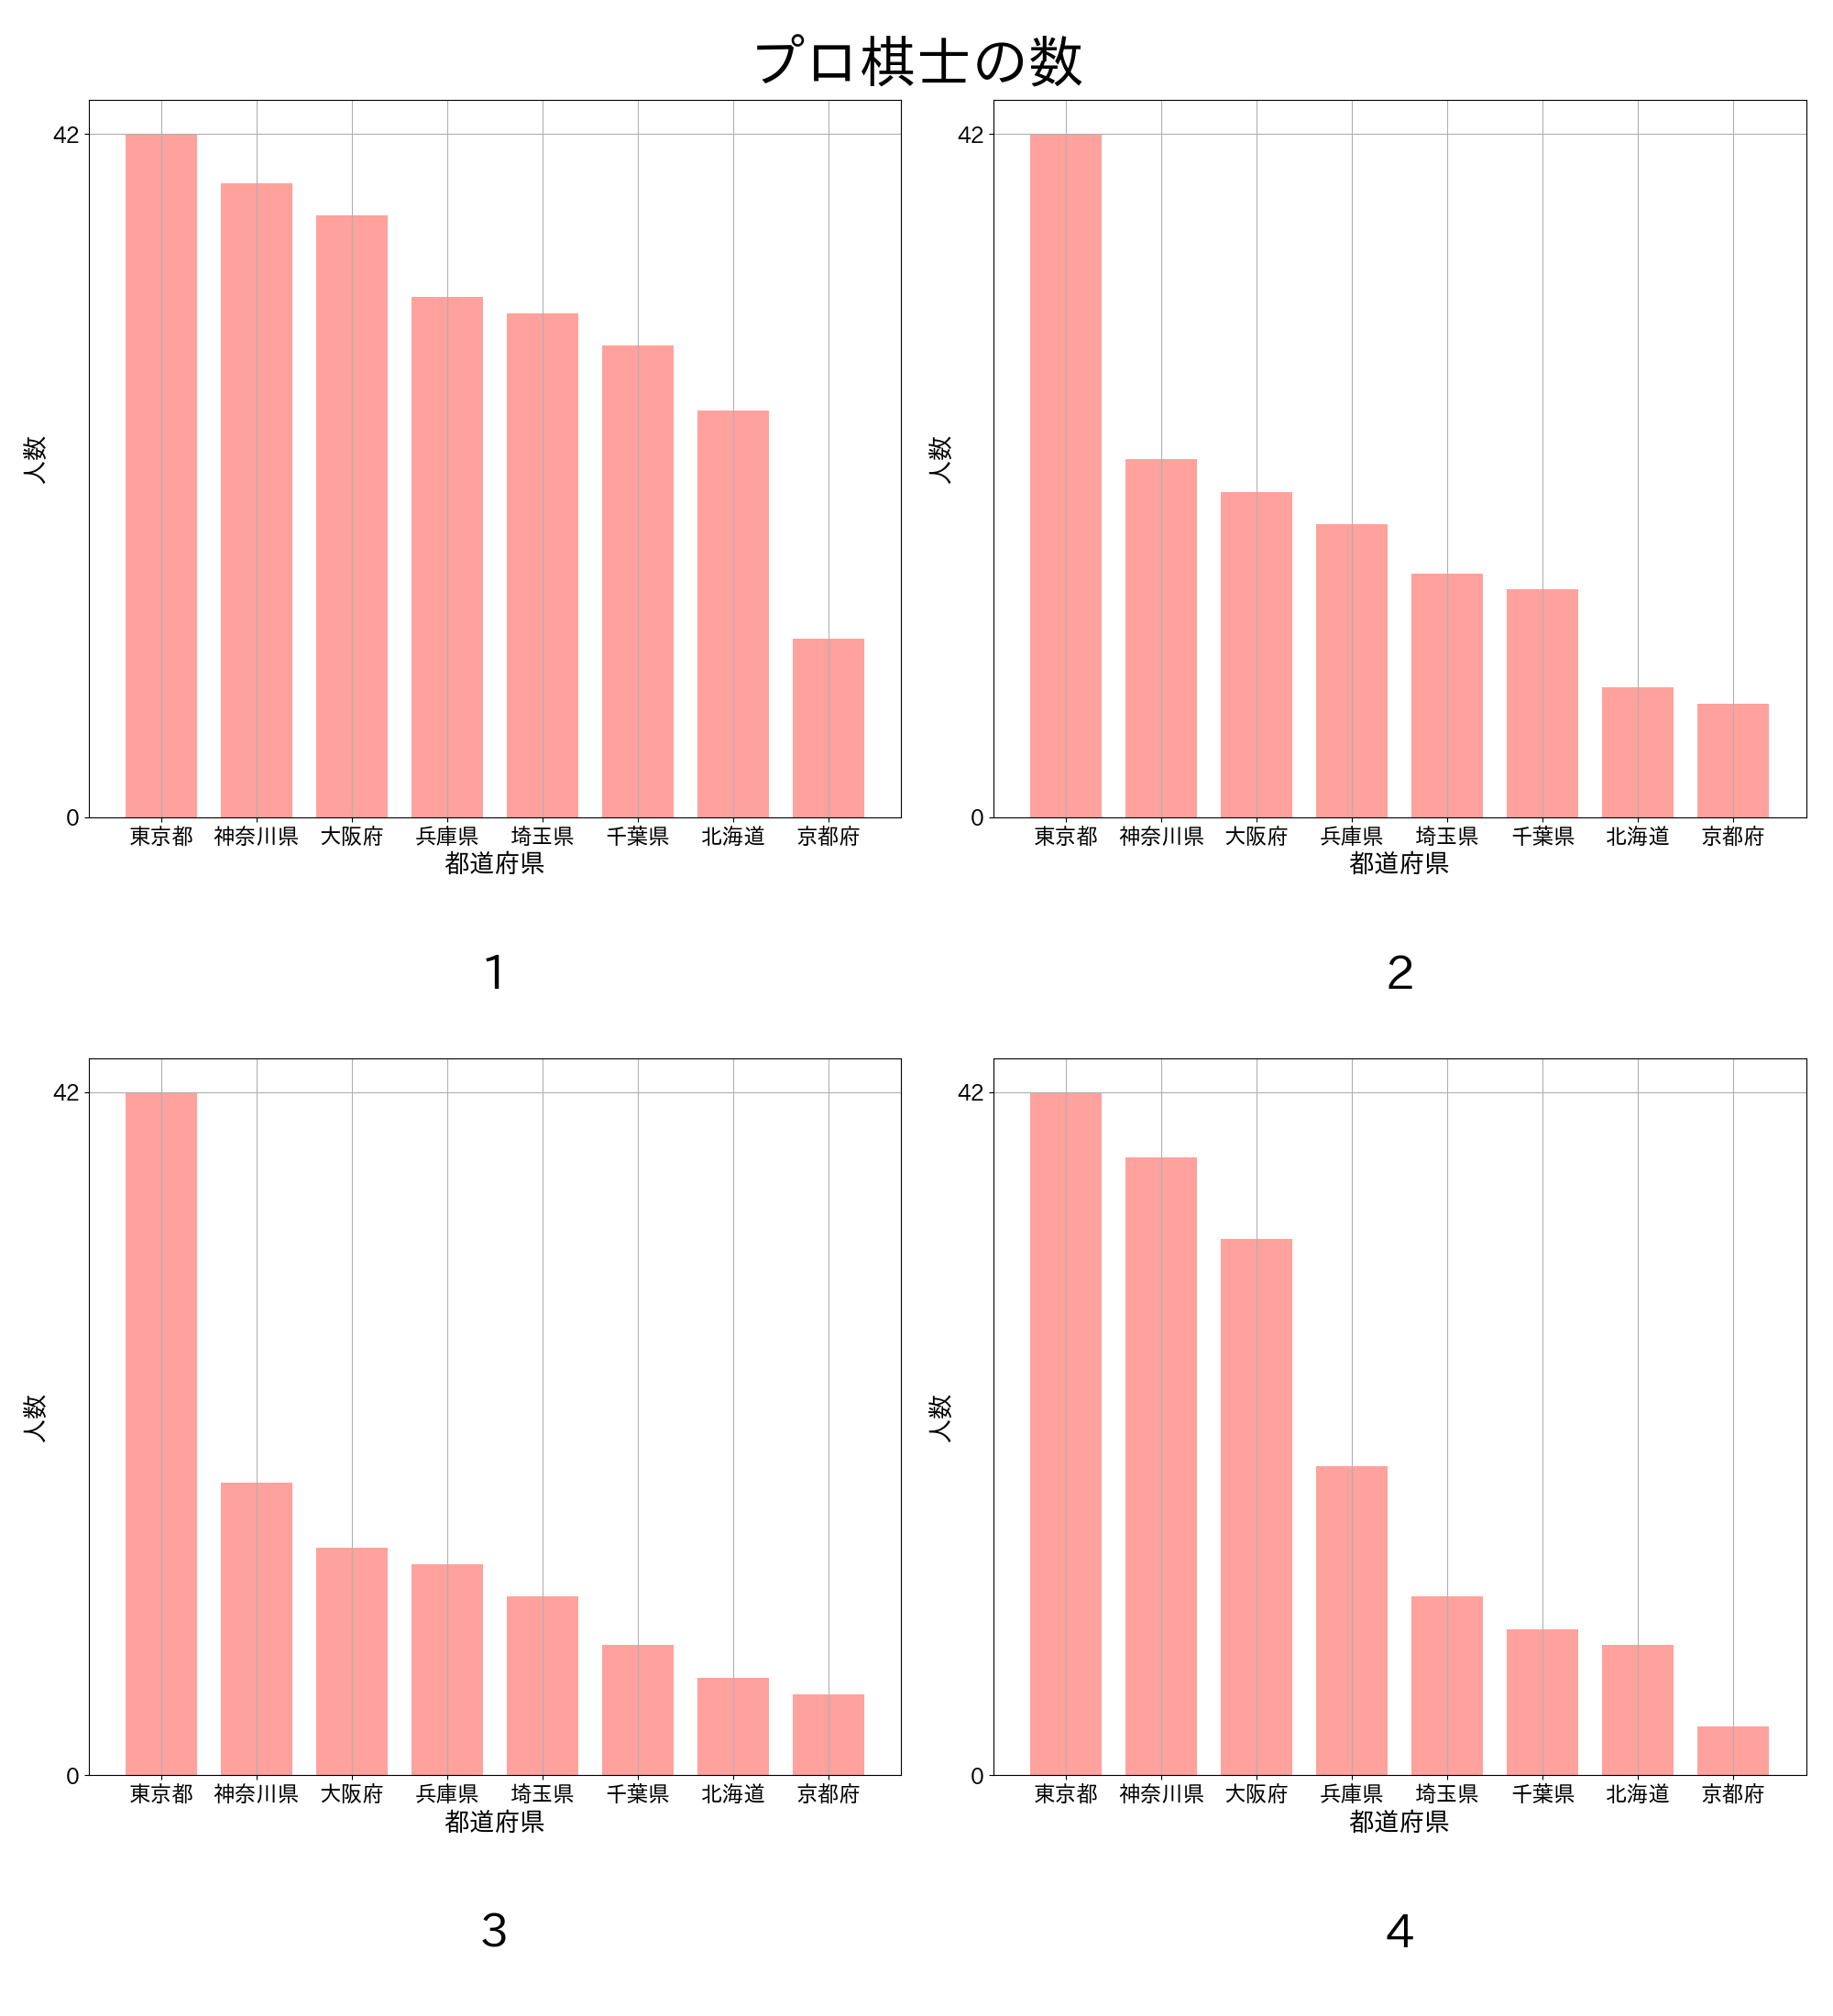 プロ棋士の数
42
0
人数
東京都 神奈川県 大阪府 兵庫県 埼玉県 千葉県 北海道 京都府
都道府県
1
42
0
人数
東京都 神奈川県 大阪府 兵庫県 埼玉県 千葉県 北海道 京都府
都道府県
2
42
0
人数
東京都 神奈川県 大阪府 兵庫県 埼玉県 千葉県 北海道 京都府
都道府県
3
42
0
人数
東京都 神奈川県 大阪府 兵庫県 埼玉県 千葉県 北海道 京都府
都道府県
4